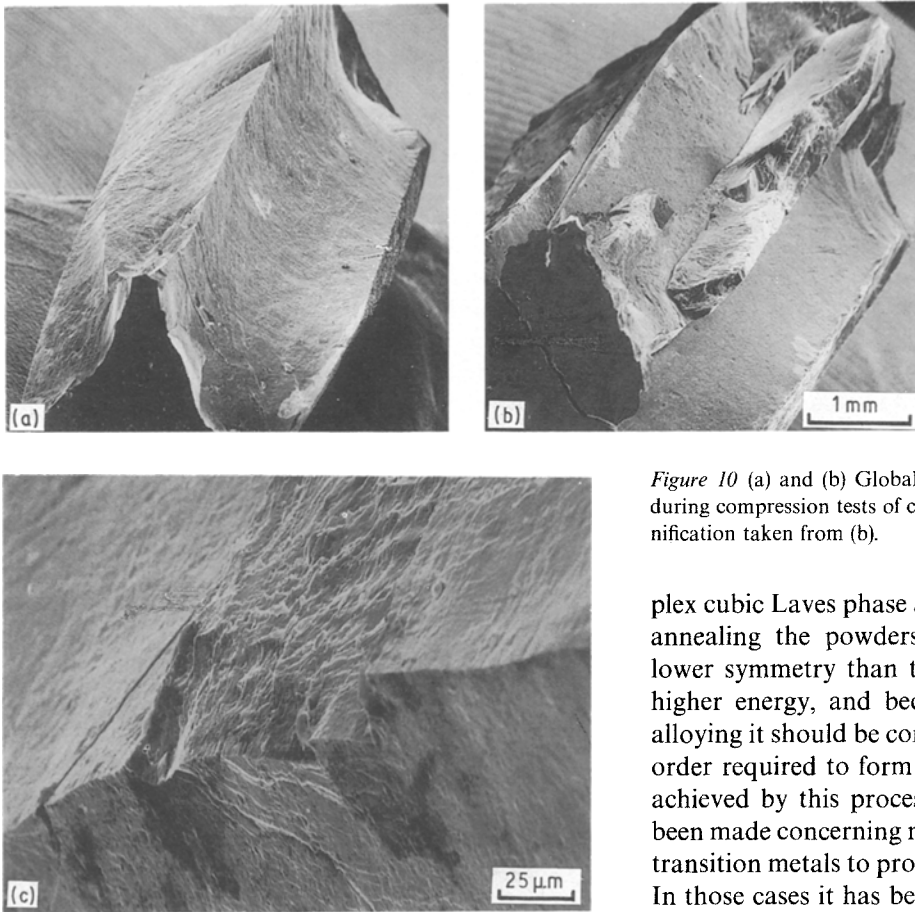 (a)
(b)
1mm
(c)
25 μm
Figure 10 (a) and (b) Global
during compression tests of c
nification taken from (b).
plex cubic Laves phase
annealing the powders
lower symmetry than t
higher energy, and bec
alloying it should be con
order required to form
achieved by this proces
been made concerning n
transition metals to pro
In those cases it has be